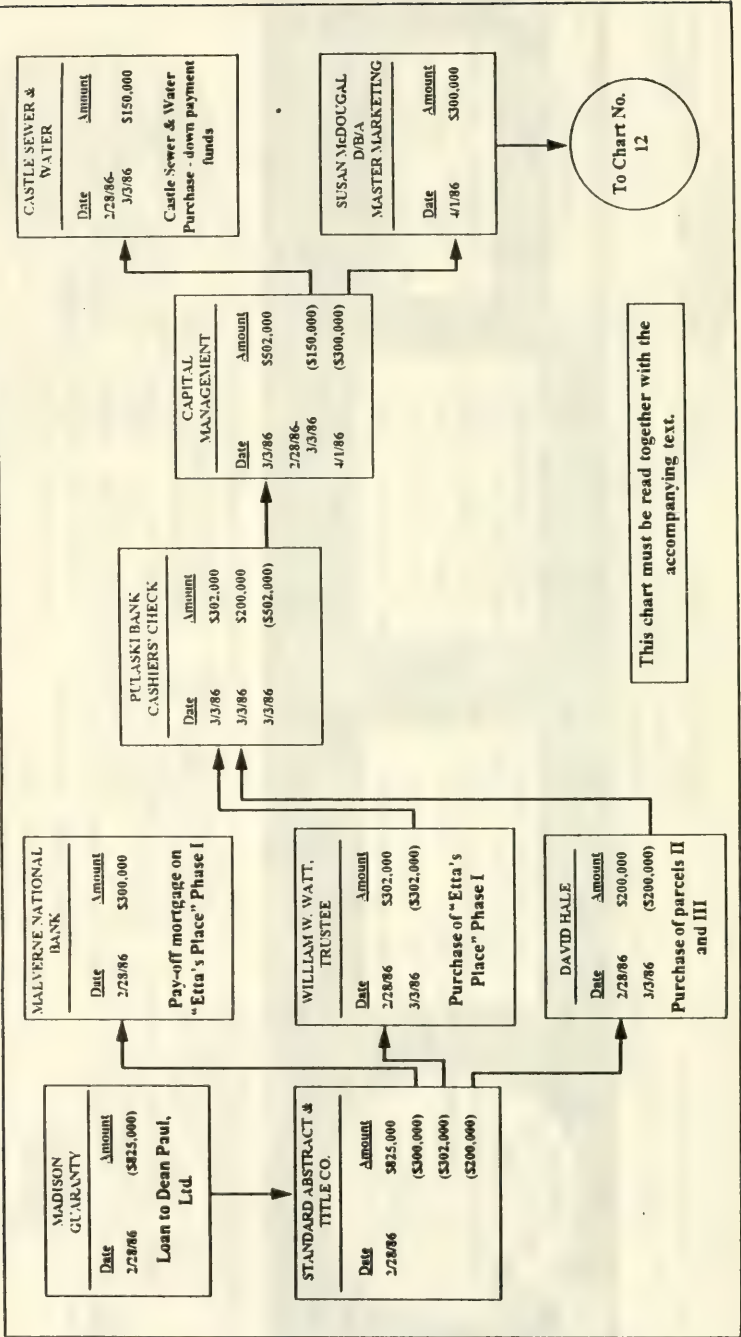 MADISON
GUARANTY
Date Amount
2/28/86 ($825,000)
Loan to Dean Paul,
Ltd.
STANDARD ABSTRACT &
TITLE CO.
Date Amount
2/28/86 $825,000
($300,000)
($302,000)
($200,000)
MALVERNE NATIONAL
BANK
Date Amount
2/28/86 $300,000
Pay-off mortgage on
"Etta's Place" Phase I
WILLIAM W. WATT,
TRUSTEE
Date Amount
2/28/86 $302,000
3/3/86 ($302,000)
Purchase of "Etta's
Place" Phase I
DAVID HALE
Date Amount
2/28/86 $200,000
3/3/86 ($200,000)
Purchase of parcels II
and III
PULASKI BANK
CASHIERS' CHECK
Date Amount
3/3/86 $302,000
3/3/86 $200,000
3/3/86 ($502,000)
CAPITAL
MANAGEMENT
Date Amount
3/3/86 $502,000
2/28/86-
3/3/86 ($150,000)
4/1/86 ($300,000)
CASTLE SEWER &
WATER
Date Amount
2/28/86-
3/3/86 $150,000
Castle Sewer & Water
Purchase - down payment
funds
SUSAN McDOUGAL
D/B/A
MASTER MARKETING
Date Amount
4/1/86 $300,000
To Chart No.
12
This chart must be read together with the
accompanying text.